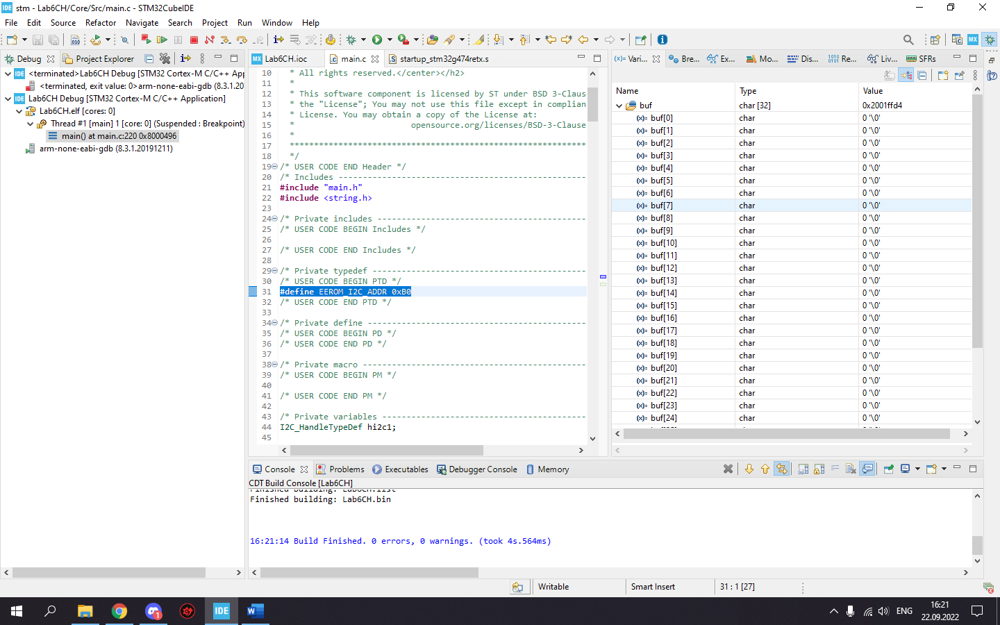 IDE stm - Lab6CH/Core/Src/main.c - STM32CubeIDE
File Edit Source Refactor Navigate Search Project Run Window Help
Debug Project Explorer
IDE <terminated>Lab6CH Debug [STM32 Cortex-M C/C++ App
<terminated, exit value: 0>arm-none-eabi-gdb (8.3.1.20
IDE Lab6CH Debug [STM32 Cortex-M C/C++ Application]
Lab6CH.elf [cores: 0]
Thread #1 [main] 1 [core: 0] (Suspended : Breakpoint)
main() at main.c:220 0x8000496
arm-none-eabi-gdb (8.3.1.20191211)
MX Lab6CH.ioc main.c startup_stm32g474retx.s
10 * All rights reserved.</center></h2>
11 *
12 * This software component is licensed by ST under BSD 3-Claus
13 * the "License"; You may not use this file except in complian
14 * License. You may obtain a copy of the License at:
15 * opensource.org/licenses/BSD-3-Clause
16 *
17 ***************************************************************
18 */
19 /* USER CODE END Header */
20 /* Includes ---------------------------------------------------
21 #include "main.h"
22 #include <string.h>
23
24 /* Private includes -------------------------------------------
25 /* USER CODE BEGIN Includes */
26
27 /* USER CODE END Includes */
28
29 /* Private typedef --------------------------------------------
30 /* USER CODE BEGIN PTD */
31 #define EEROM_I2C_ADDR 0xB0
32 /* USER CODE END PTD */
33
34 /* Private define ---------------------------------------------
35 /* USER CODE BEGIN PD */
36 /* USER CODE END PD */
37
38 /* Private macro ----------------------------------------------
39 /* USER CODE BEGIN PM */
40
41 /* USER CODE END PM */
42
43 /* Private variables ------------------------------------------
44 I2C_HandleTypeDef hi2c1;
45
(x)= Vari... Bre... Ex... Mo... Dis... Re... Liv... SFRs
Name Type Value
buf char [32] 0x2001ffd4
(x)= buf[0] char 0 '\0'
(x)= buf[1] char 0 '\0'
(x)= buf[2] char 0 '\0'
(x)= buf[3] char 0 '\0'
(x)= buf[4] char 0 '\0'
(x)= buf[5] char 0 '\0'
(x)= buf[6] char 0 '\0'
(x)= buf[7] char 0 '\0'
(x)= buf[8] char 0 '\0'
(x)= buf[9] char 0 '\0'
(x)= buf[10] char 0 '\0'
(x)= buf[11] char 0 '\0'
(x)= buf[12] char 0 '\0'
(x)= buf[13] char 0 '\0'
(x)= buf[14] char 0 '\0'
(x)= buf[15] char 0 '\0'
(x)= buf[16] char 0 '\0'
(x)= buf[17] char 0 '\0'
(x)= buf[18] char 0 '\0'
(x)= buf[19] char 0 '\0'
(x)= buf[20] char 0 '\0'
(x)= buf[21] char 0 '\0'
(x)= buf[22] char 0 '\0'
(x)= buf[23] char 0 '\0'
(x)= buf[24] char 0 '\0'
Console Problems Executables Debugger Console Memory
CDT Build Console [Lab6CH]
Finished building: Lab6CH.list
Finished building: Lab6CH.bin
16:21:14 Build Finished. 0 errors, 0 warnings. (took 4s.564ms)
Writable Smart Insert 31 : 1 [27]
1 IDE W ENG 16:21
22.09.2022